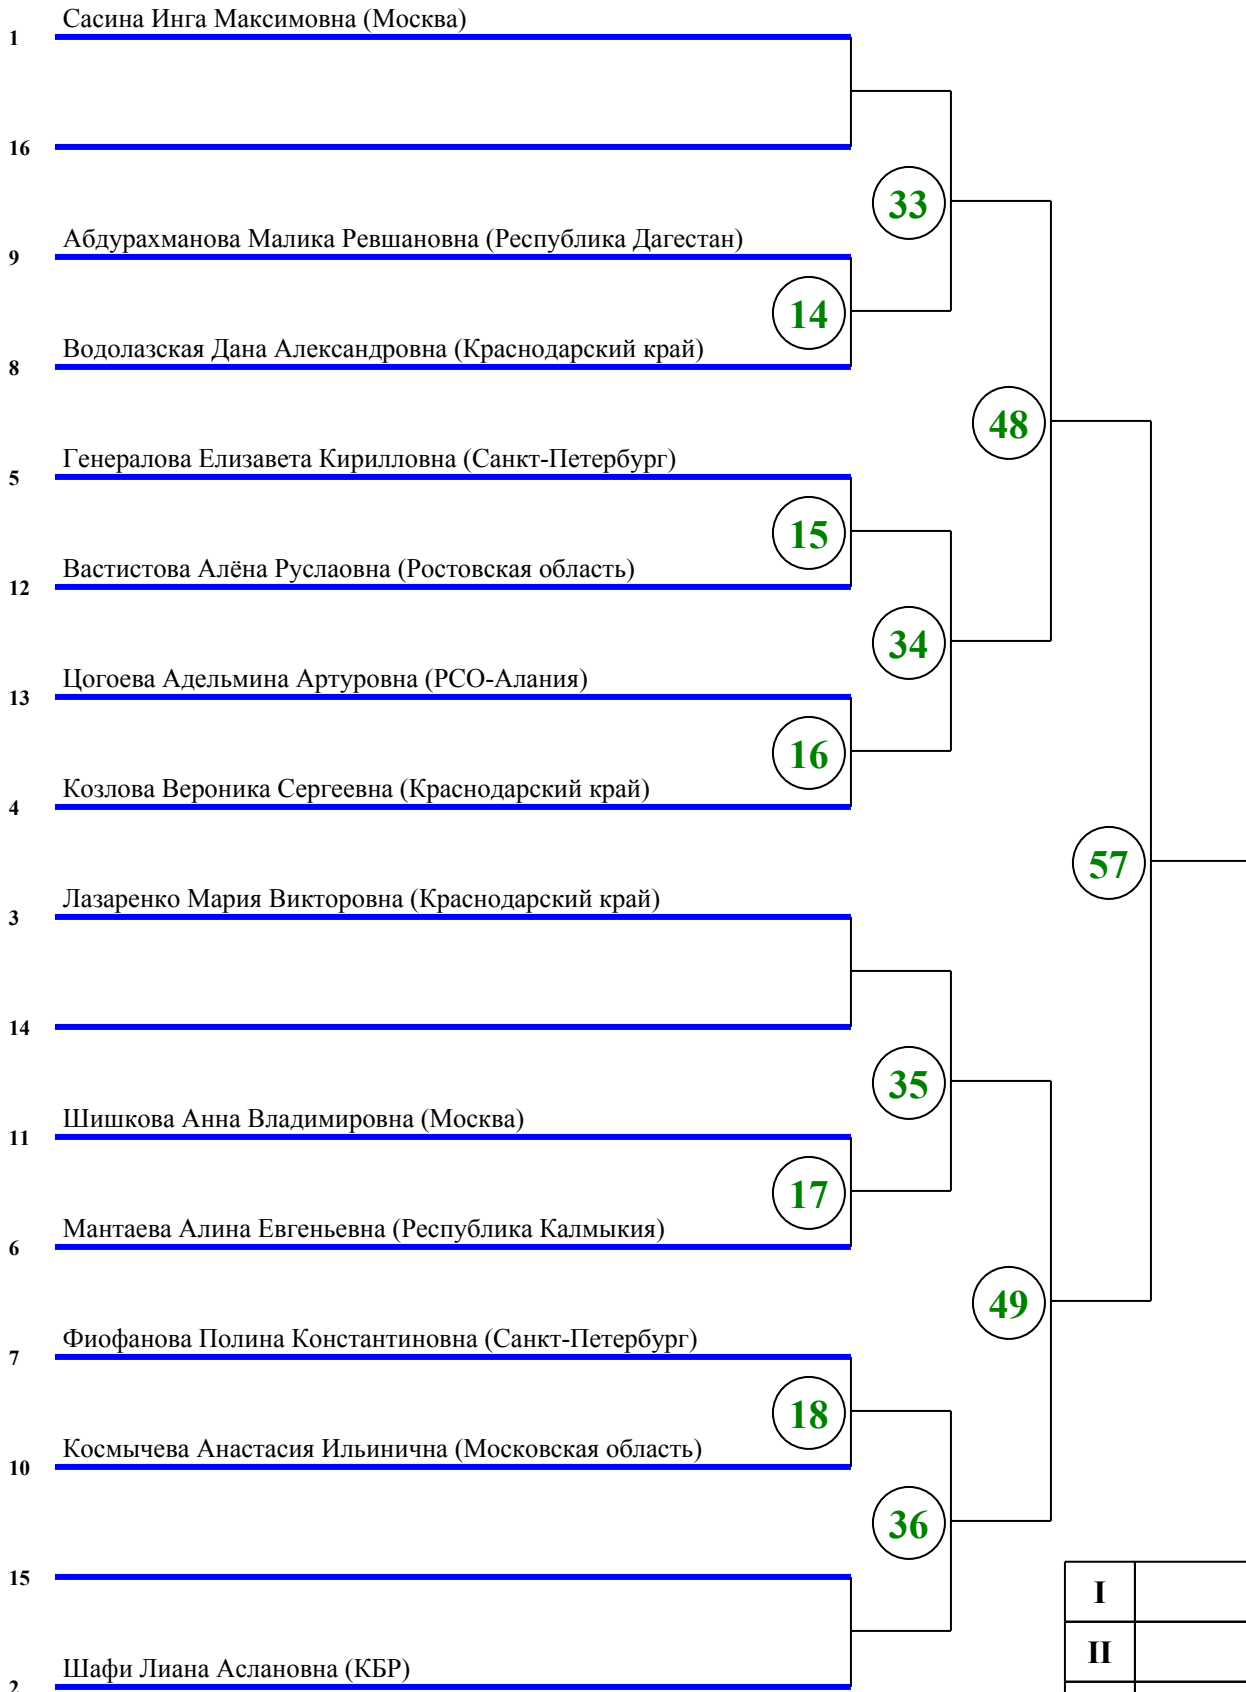 Сасина Инга Максимовна (Москва)
1
16
33
Абдурахманова Малика Ревшановна (Республика Дагестан)
9
14
Водолазская Дана Александровна (Краснодарский край)
8
48
Генералова Елизавета Кирилловна (Санкт-Петербург)
5
15
Вастистова Алёна Руслаовна (Ростовская область)
12
34
Цогоева Адельмина Артуровна (РСО-Алания)
13
16
Козлова Вероника Сергеевна (Краснодарский край)
4
57
Лазаренко Мария Викторовна (Краснодарский край)
3
14
35
Шишкова Анна Владимировна (Москва)
11
17
Мантаева Алина Евгеньевна (Республика Калмыкия)
6
49
Фиофанова Полина Константиновна (Санкт-Петербург)
7
18
Космычева Анастасия Ильинична (Московская область)
10
36
15
I
II
Шафи Лиана Аслановна (КБР)
2